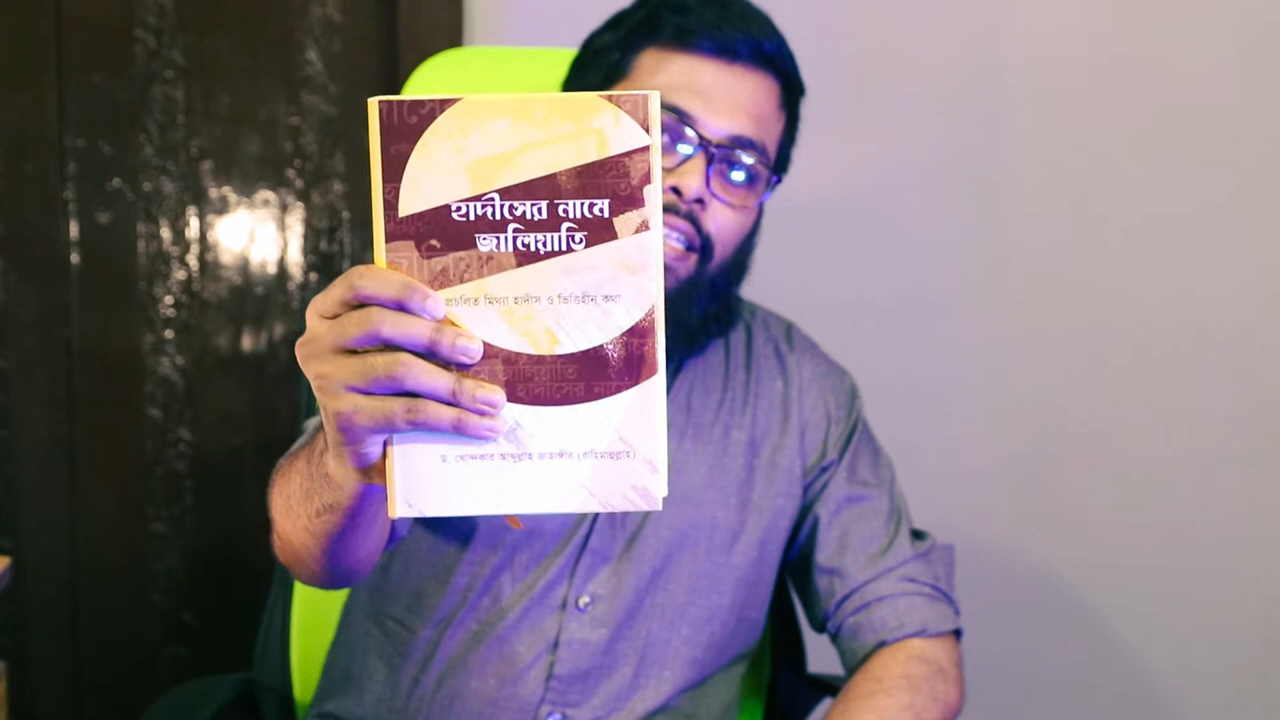 হাদীসের নামে
জালিয়াতি
প্রচলিত মিথ্যা হাদীস ও ভিত্তিহীন কথা
জালিয়াতি
হাদীসের নামে
ড. খোন্দকার আব্দুল্লাহ জাহাঙ্গীর (রাহিমাহুল্লাহ)